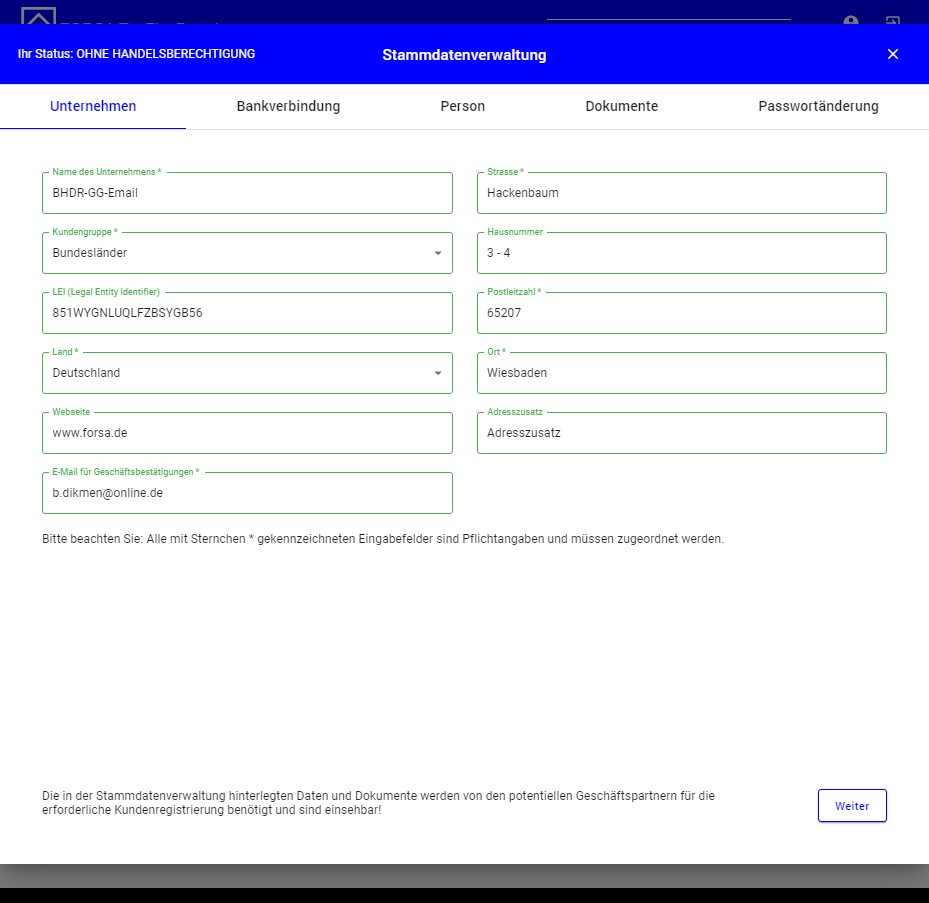 Ihr Status: OHNE HANDELSBERECHTIGUNG
Stammdatenverwaltung
Unternehmen
Bankverbindung
Person
Dokumente
Passwortänderung
Name des Unternehmens *
BHDR-GG-Email
Strasse *
Hackenbaum
Kundengruppe *
Bundesländer
Hausnummer
3 - 4
LEI (Legal Entity Identifier)
851WYGNLUQLFZBSYGB56
Postleitzahl *
65207
Land *
Deutschland
Ort *
Wiesbaden
Webseite
www.forsa.de
Adresszusatz
Adresszusatz
E-Mail für Geschäftsbestätigungen *
b.dikmen@online.de
Bitte beachten Sie: Alle mit Sternchen * gekennzeichneten Eingabefelder sind Pflichtangaben und müssen zugeordnet werden.
Die in der Stammdatenverwaltung hinterlegten Daten und Dokumente werden von den potentiellen Geschäftspartnern für die
erforderliche Kundenregistrierung benötigt und sind einsehbar!
Weiter